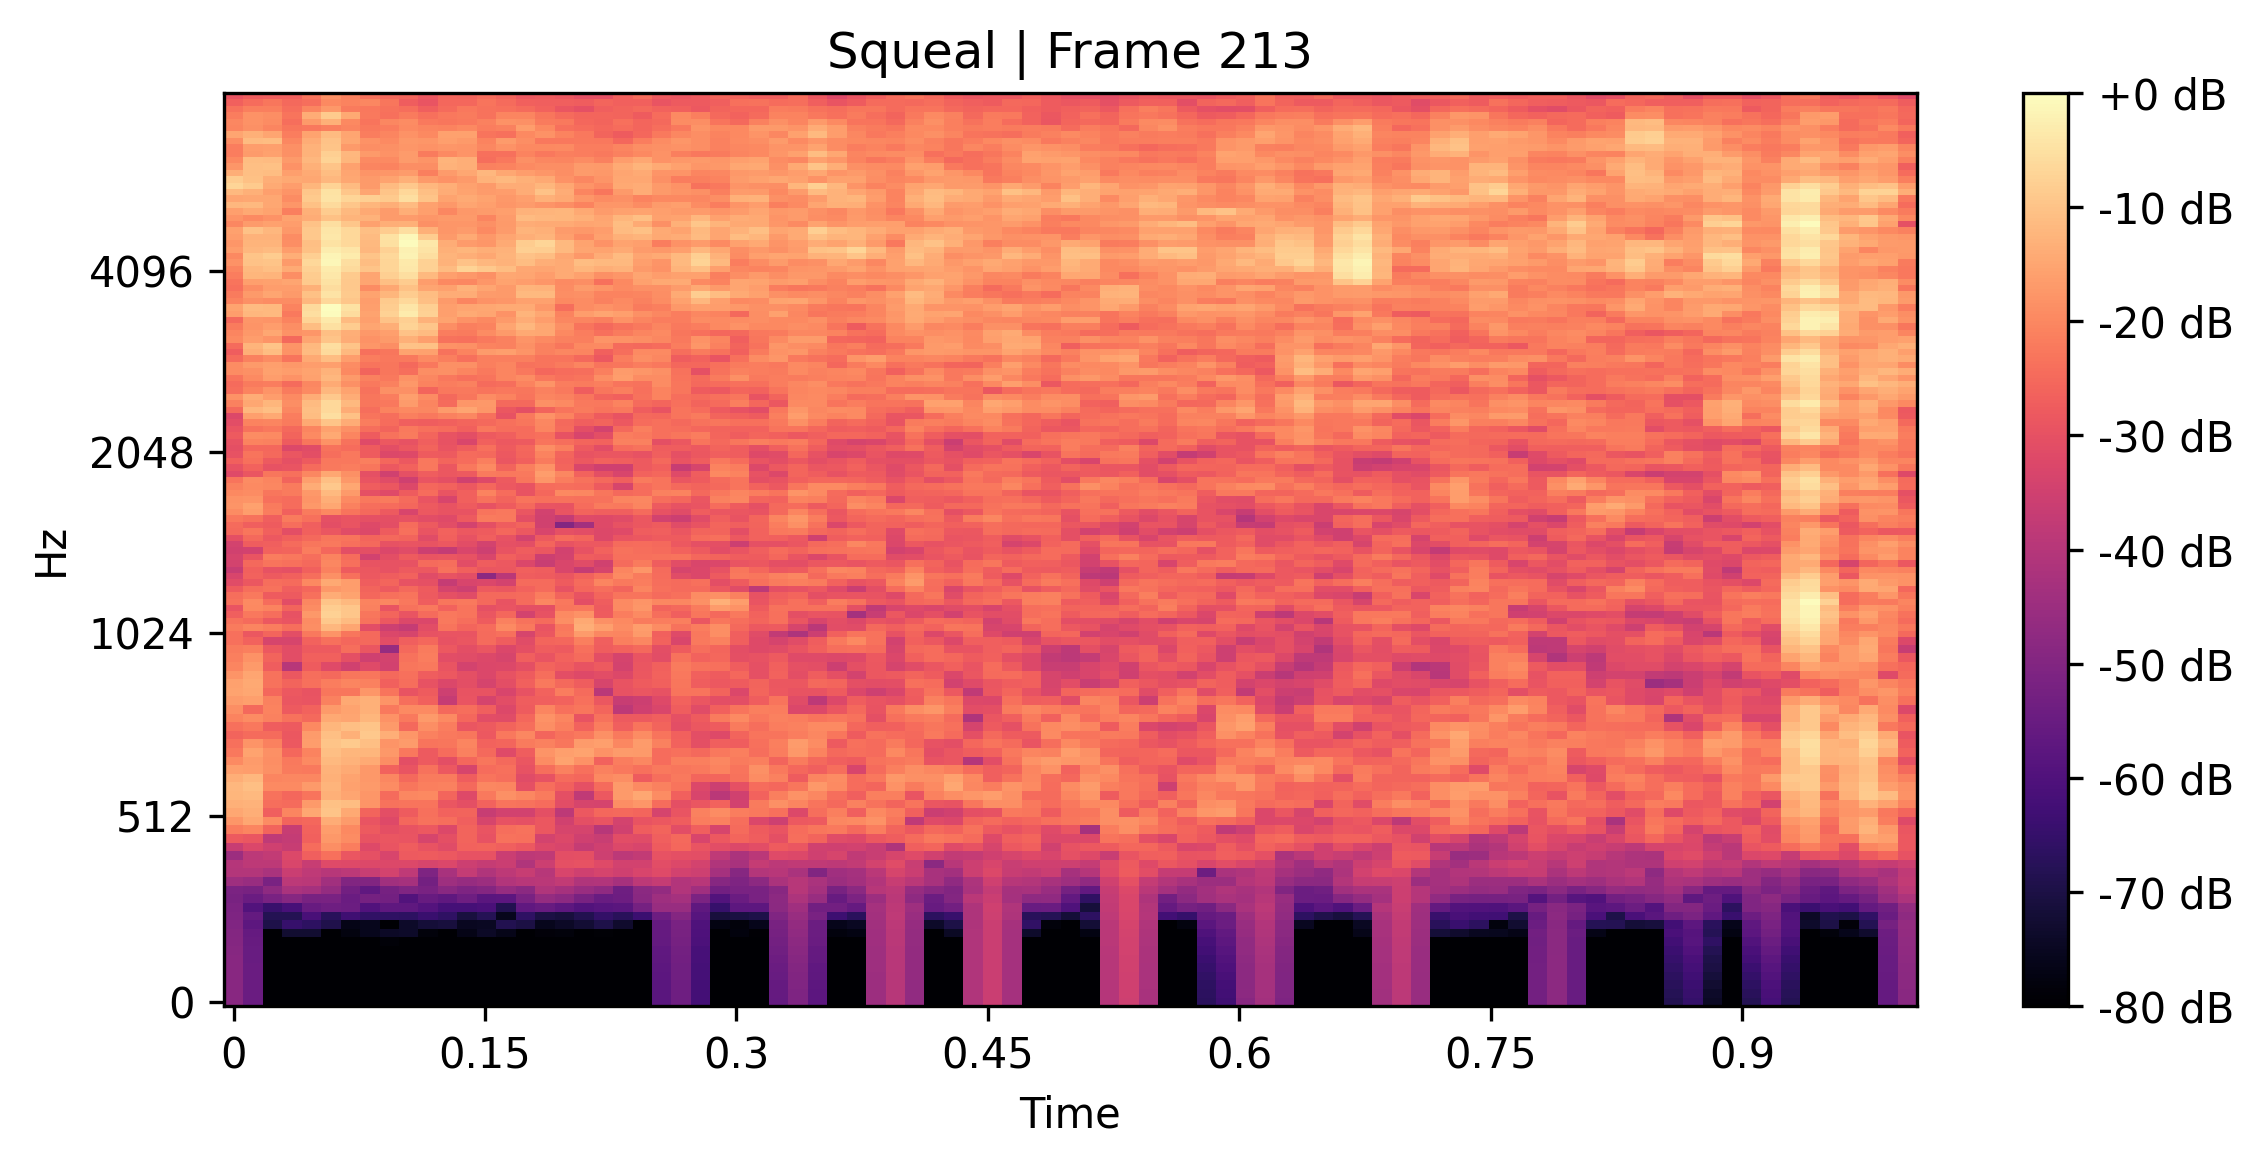 Squeal | Frame 213
+0 dB
-10 dB
-20 dB
-30 dB
-40 dB
-50 dB
-60 dB
-70 dB
-80 dB
Hz
4096
2048
1024
512
0
0 0.15 0.3 0.45 0.6 0.75 0.9
Time